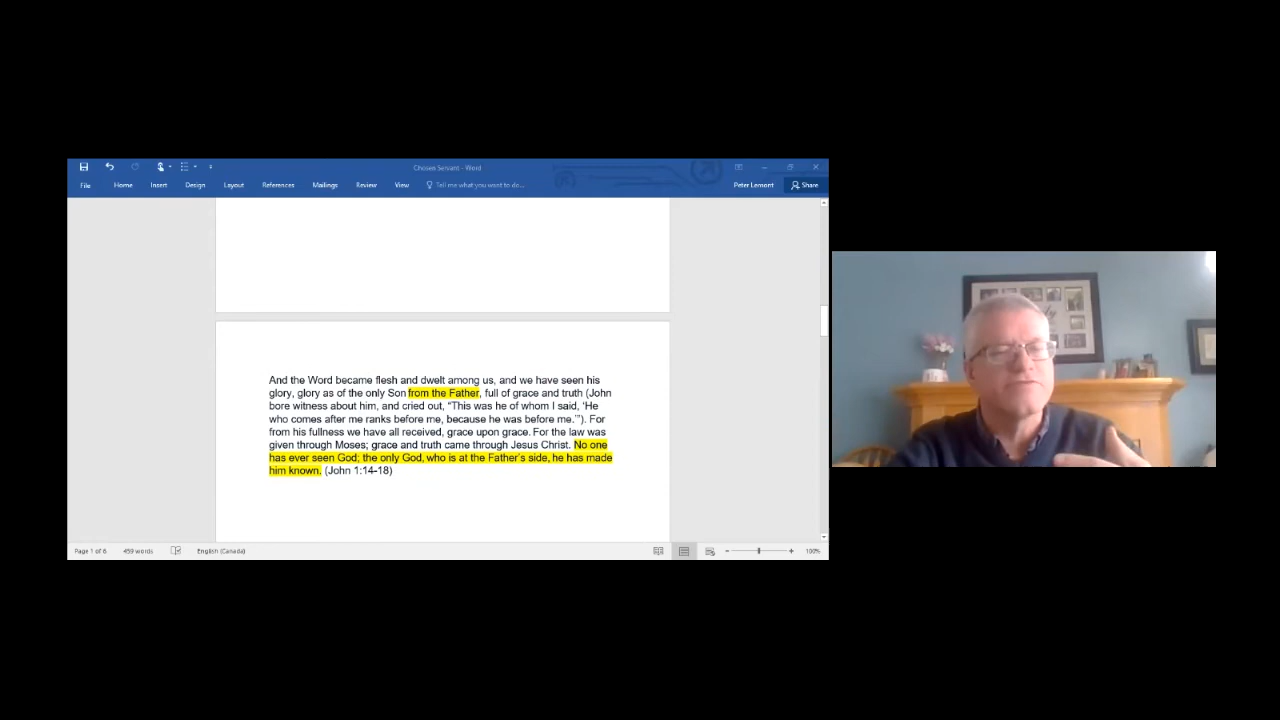 Chosen Servant - Word
File Home Insert Design Layout References Mailings Review View Tell me what you want to do... Peter Lemont Share
And the Word became flesh and dwelt among us, and we have seen his
glory, glory as of the only Son from the Father, full of grace and truth (John
bore witness about him, and cried out, “This was he of whom I said, ‘He
who comes after me ranks before me, because he was before me.’”). For
from his fullness we have all received, grace upon grace. For the law was
given through Moses; grace and truth came through Jesus Christ. No one
has ever seen God; the only God, who is at the Father’s side, he has made
him known. (John 1:14-18)
Page 1 of 6 459 words English (Canada) 100%